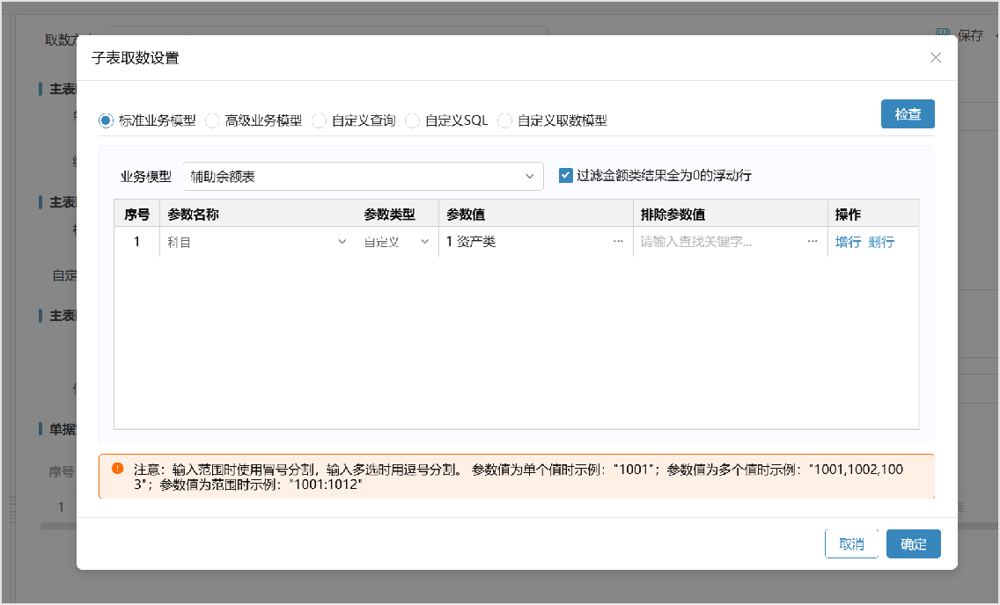 取数方
保存
子表取数设置
主表
标准业务模型 高级业务模型 自定义查询 自定义SQL 自定义取数模型
检查
业务模型 辅助余额表 过滤金额类结果全为0的浮动行
主表
序号 参数名称 参数类型 参数值 排除参数值 操作
1 科目 自定义 1 资产类 ... 请输入查找关键字... ... 增行 删行
自定
主表
单据
序号
注意：输入范围时使用冒号分割，输入多选时用逗号分割。 参数值为单个值时示例："1001"；参数值为多个值时示例："1001,1002,100
3"；参数值为范围时示例："1001:1012"
1
取消 确定